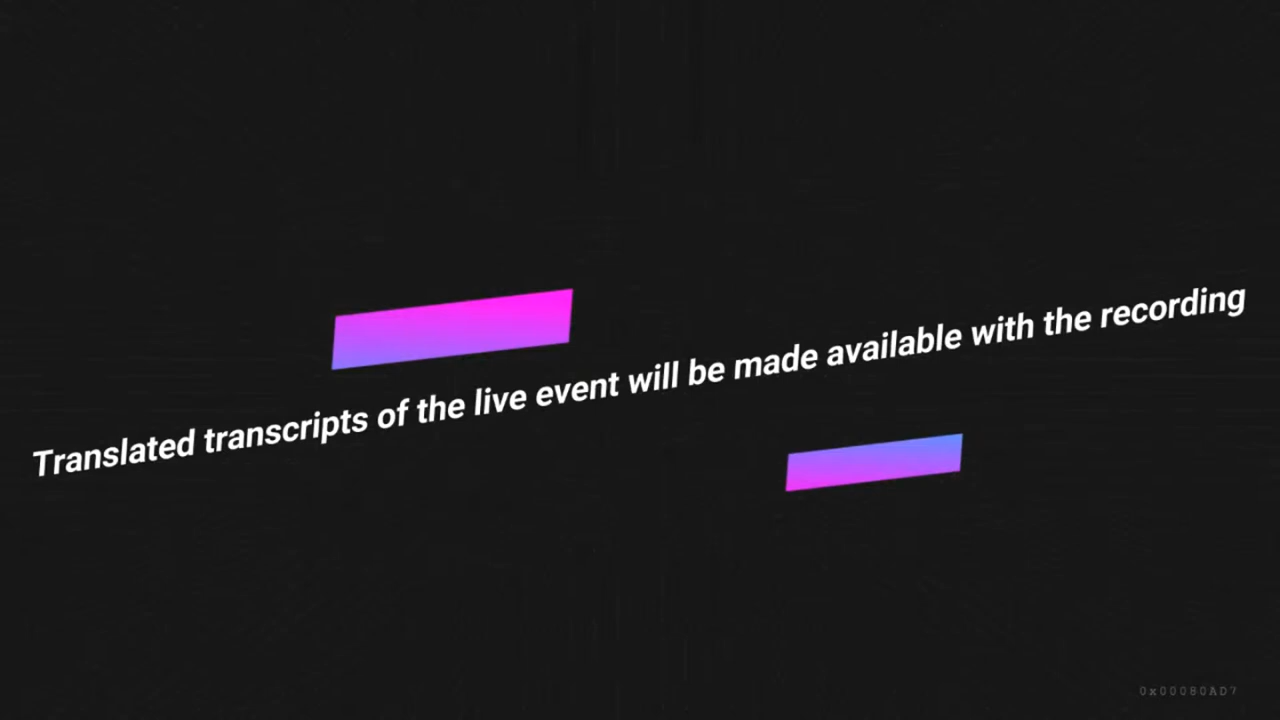 Translated transcripts of the live event will be made available with the recording
0x00080AD7